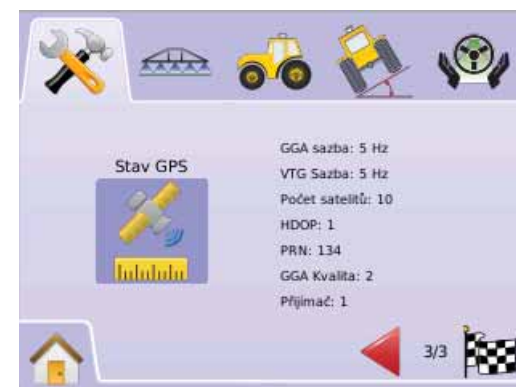 Stav GPS
GGA sazba: 5 Hz
VTG Sazba: 5 Hz
Počet satelitů: 10
HDOP: 1
PRN: 134
GGA Kvalita: 2
Přijímač: 1
3/3